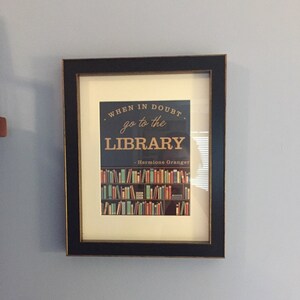 · WHEN IN DOUBT ·
go to the
LIBRARY
- Hermione Granger